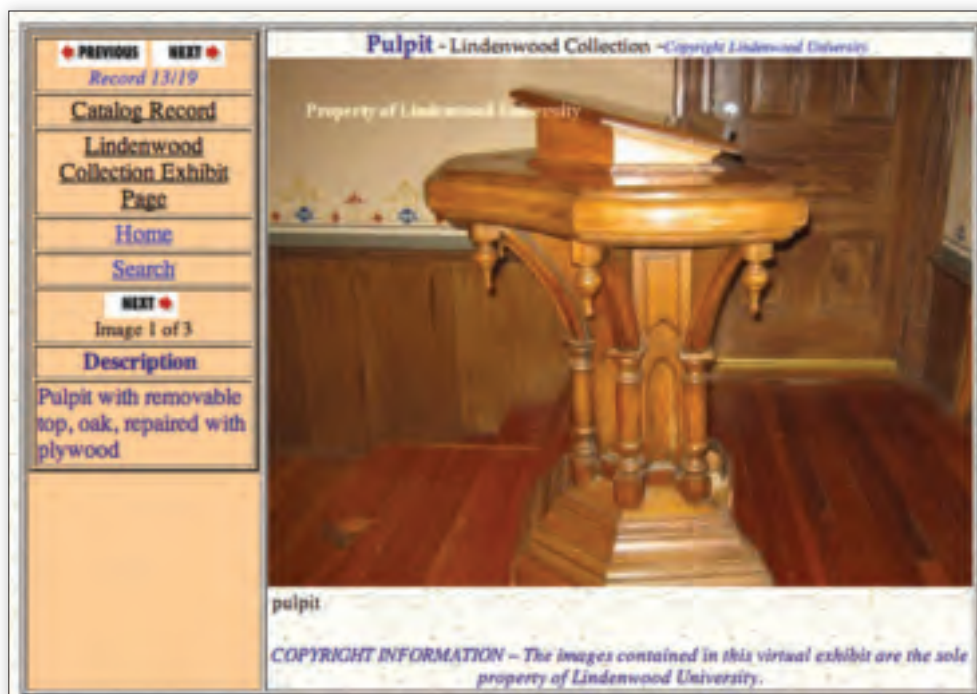 PREVIOUS NEXT
Record 13/19
Catalog Record
Lindenwood
Collection Exhibit
Page
Home
Search
NEXT
Image 1 of 3
Description
Pulpit with removable
top, oak, repaired with
plywood
Pulpit - Lindenwood Collection -Copyright Lindenwood University
Property of Lindenwood University
pulpit
COPYRIGHT INFORMATION – The images contained in this virtual exhibit are the sole
property of Lindenwood University.